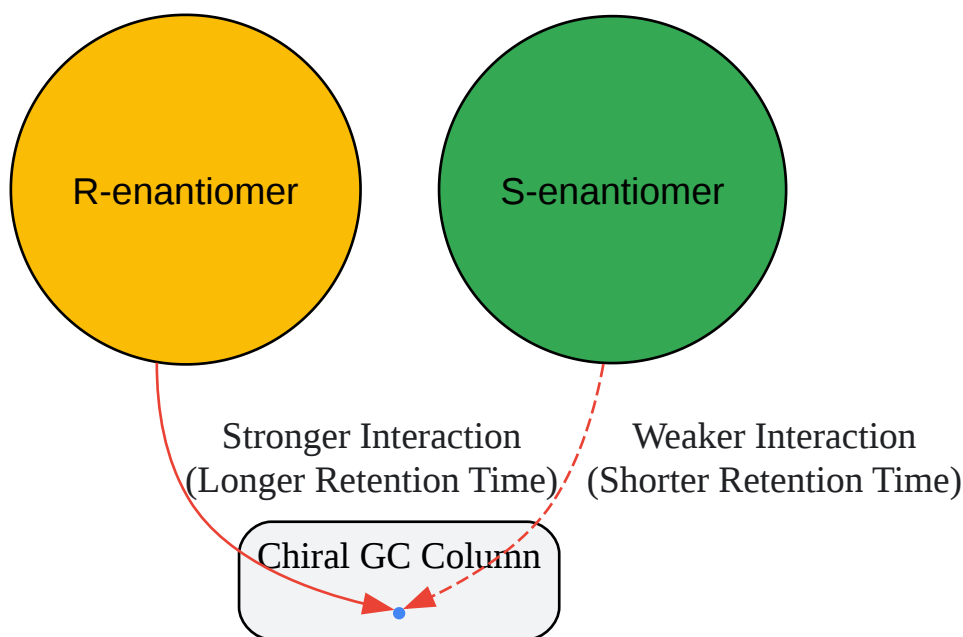 R-enantiomer
S-enantiomer
Stronger Interaction
(Longer Retention Time)
Weaker Interaction
(Shorter Retention Time)
Chiral GC Column